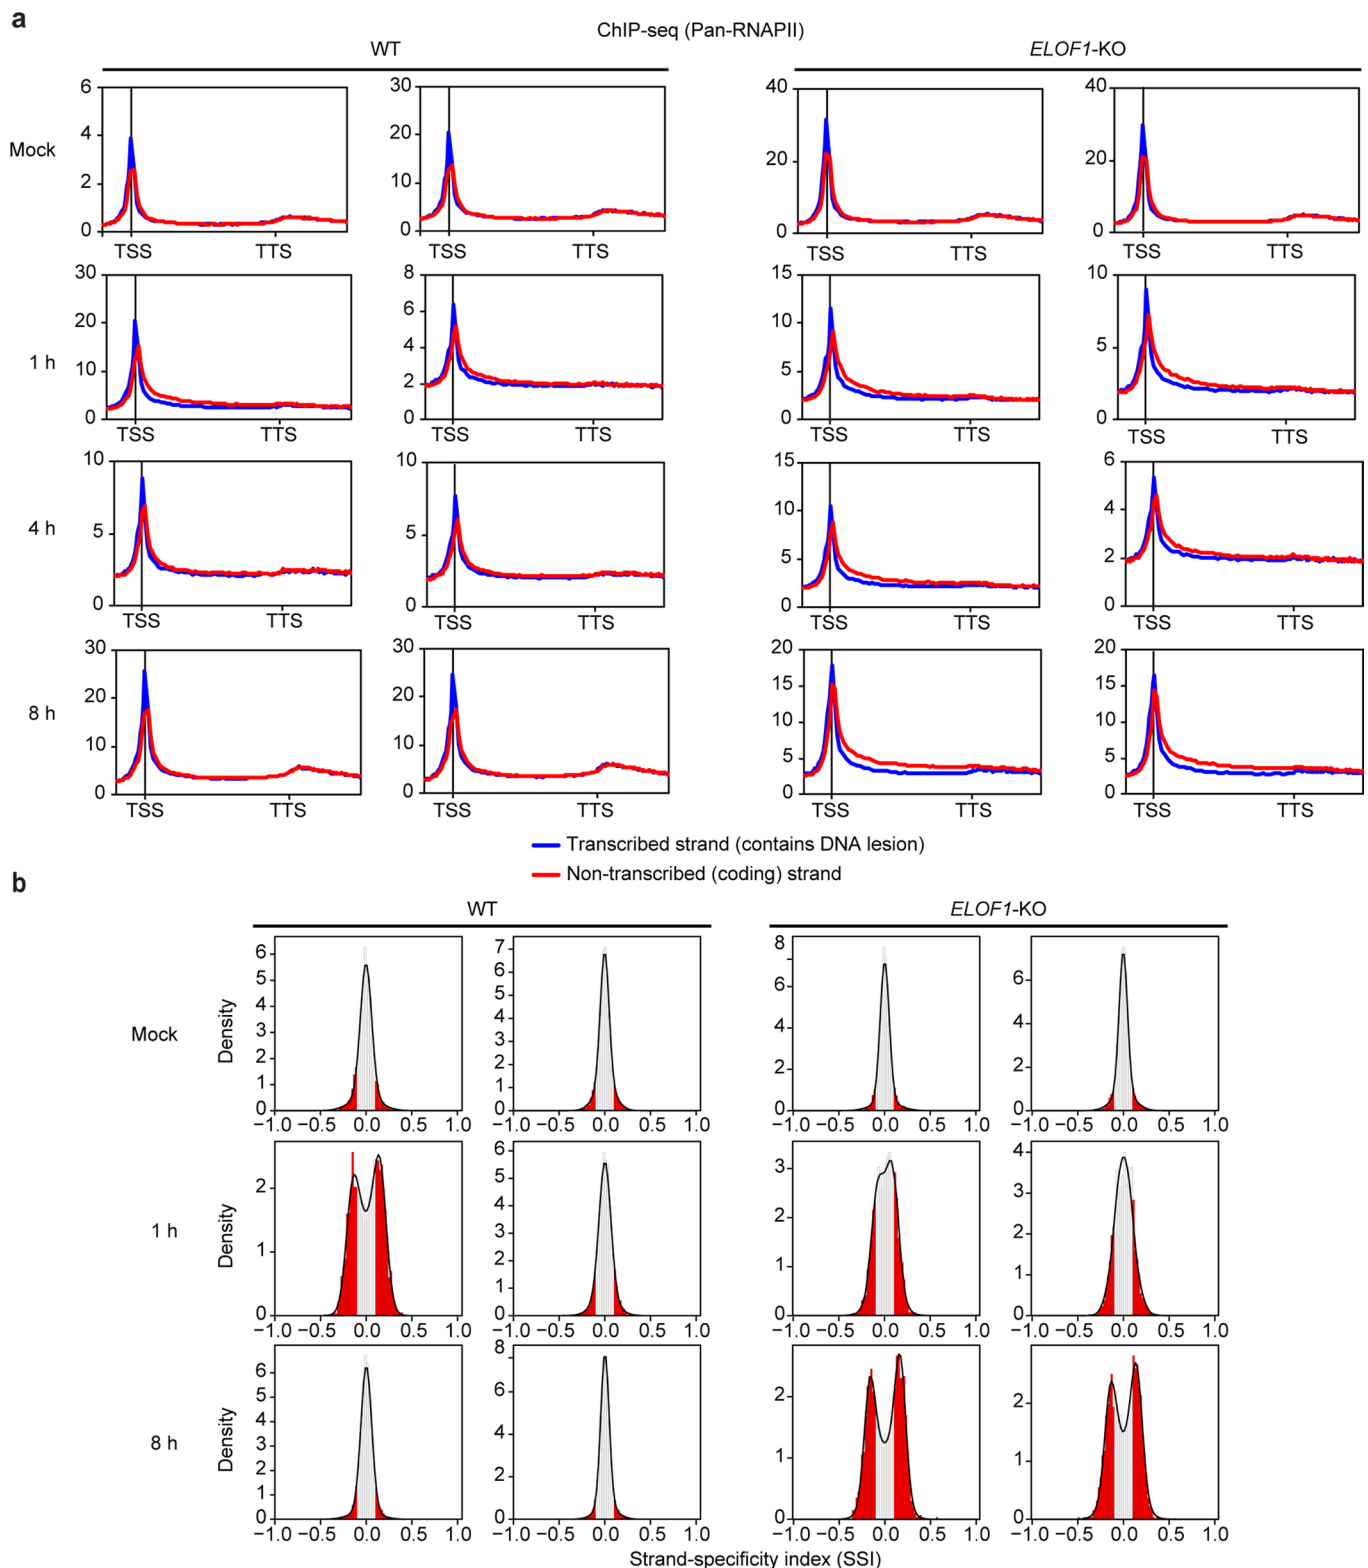 a
ChIP-seq (Pan-RNAPII)
WT
ELOF1-KO
Mock
6
4
2
0
TSS
TTS
30
20
10
0
TSS
TTS
40
20
0
TSS
TTS
40
20
0
TSS
TTS
1 h
30
20
10
0
TSS
TTS
8
6
4
2
0
TSS
TTS
15
10
5
0
TSS
TTS
10
5
0
TSS
TTS
4 h
10
5
0
TSS
TTS
10
5
0
TSS
TTS
15
10
5
0
TSS
TTS
6
4
2
0
TSS
TTS
8 h
30
20
10
0
TSS
TTS
30
20
10
0
TSS
TTS
20
15
10
5
0
TSS
TTS
20
15
10
5
0
TSS
TTS
Transcribed strand (contains DNA lesion)
Non-transcribed (coding) strand
b
WT
ELOF1-KO
Mock
Density
6
5
4
3
2
1
0
−1.0 −0.5 0.0 0.5 1.0
7
6
5
4
3
2
1
0
−1.0 −0.5 0.0 0.5 1.0
8
6
4
2
0
−1.0 −0.5 0.0 0.5 1.0
6
4
2
0
−1.0 −0.5 0.0 0.5 1.0
1 h
Density
2
1
0
−1.0 −0.5 0.0 0.5 1.0
6
5
4
3
2
1
0
−1.0 −0.5 0.0 0.5 1.0
3
2
1
0
−1.0 −0.5 0.0 0.5 1.0
4
3
2
1
0
−1.0 −0.5 0.0 0.5 1.0
8 h
Density
6
5
4
3
2
1
0
−1.0 −0.5 0.0 0.5 1.0
8
6
4
2
0
−1.0 −0.5 0.0 0.5 1.0
2
1
0
−1.0 −0.5 0.0 0.5 1.0
2
1
0
−1.0 −0.5 0.0 0.5 1.0
Strand-specificity index (SSI)